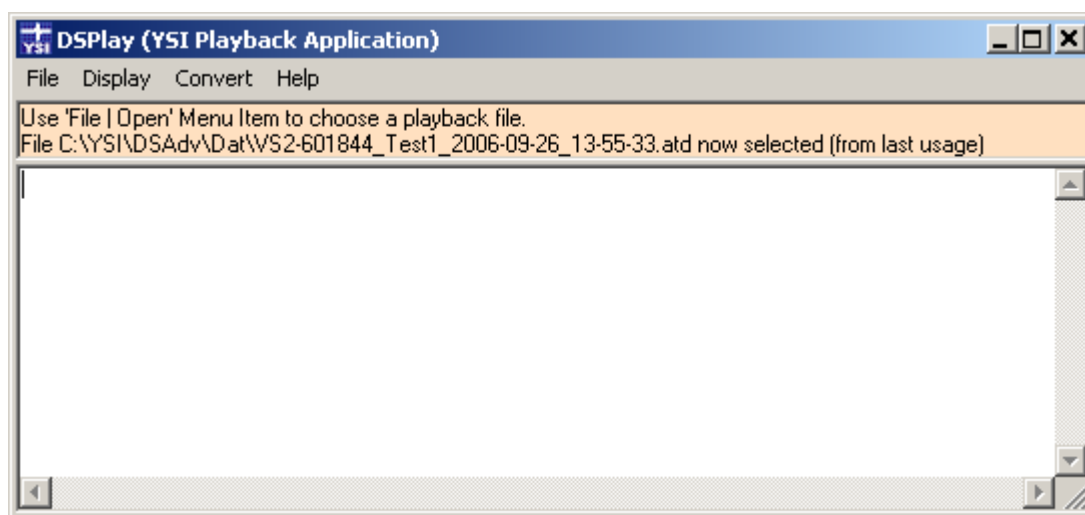 YSI DSPlay (YSI Playback Application)
File Display Convert Help
Use 'File | Open' Menu Item to choose a playback file.
File C:\YSI\DSAdv\Dat\VS2-601844_Test1_2006-09-26_13-55-33.atd now selected (from last usage)